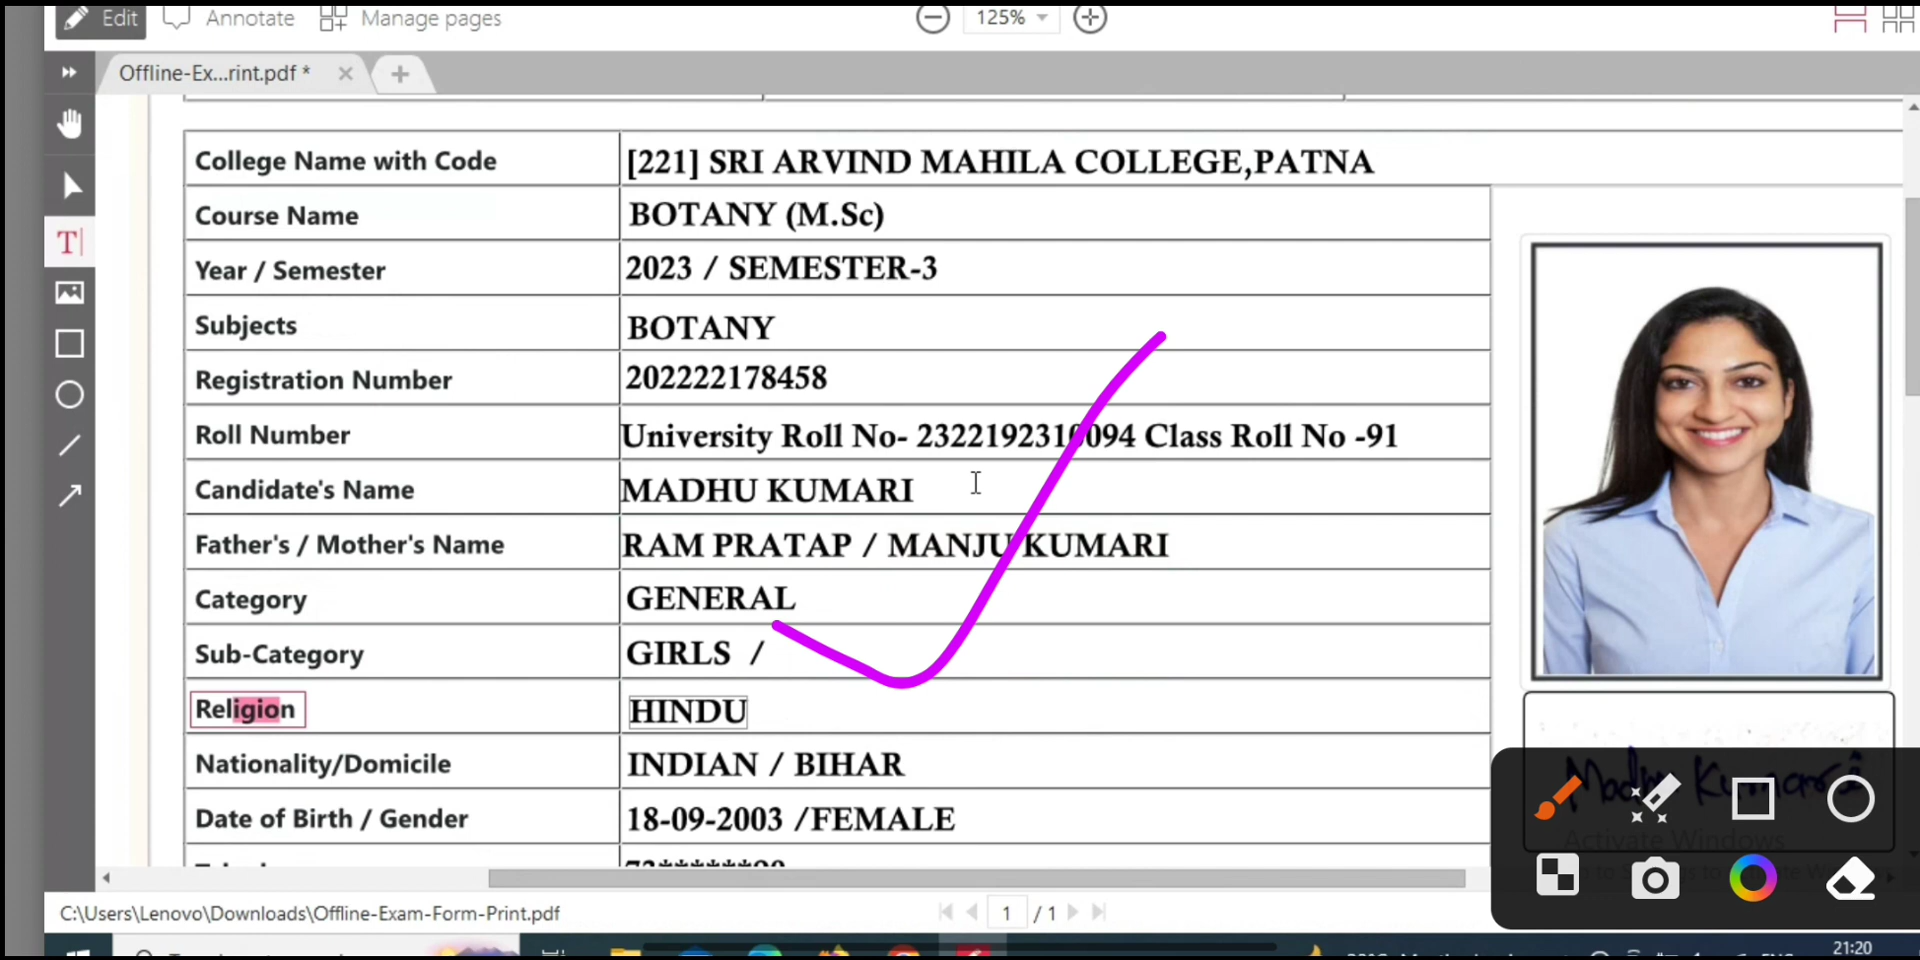 Edit Annotate Manage pages 125%
Offline-Ex...rint.pdf *
College Name with Code [221] SRI ARVIND MAHILA COLLEGE,PATNA
Course Name BOTANY (M.Sc)
Year / Semester 2023 / SEMESTER-3
Subjects BOTANY
Registration Number 202222178458
Roll Number University Roll No- 2322192310094 Class Roll No -91
Candidate's Name MADHU KUMARI
Father's / Mother's Name RAM PRATAP / MANJU KUMARI
Category GENERAL
Sub-Category GIRLS /
Religion HINDU
Nationality/Domicile INDIAN / BIHAR
Date of Birth / Gender 18-09-2003 /FEMALE
Madhu Kumari
Activate Windows
C:\Users\Lenovo\Downloads\Offline-Exam-Form-Print.pdf 1 / 1
21:20